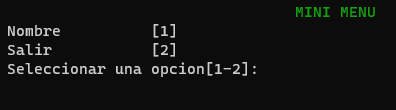 MINI MENU
Nombre [1]
Salir [2]
Seleccionar una opcion[1-2]: